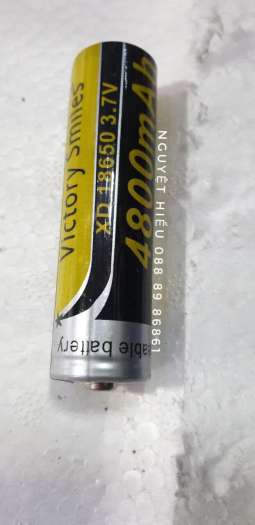 Victory Smiles
XD 18650 3.7V
4800mAh
able battery
NGUYỆT HIẾU 088 89 86861